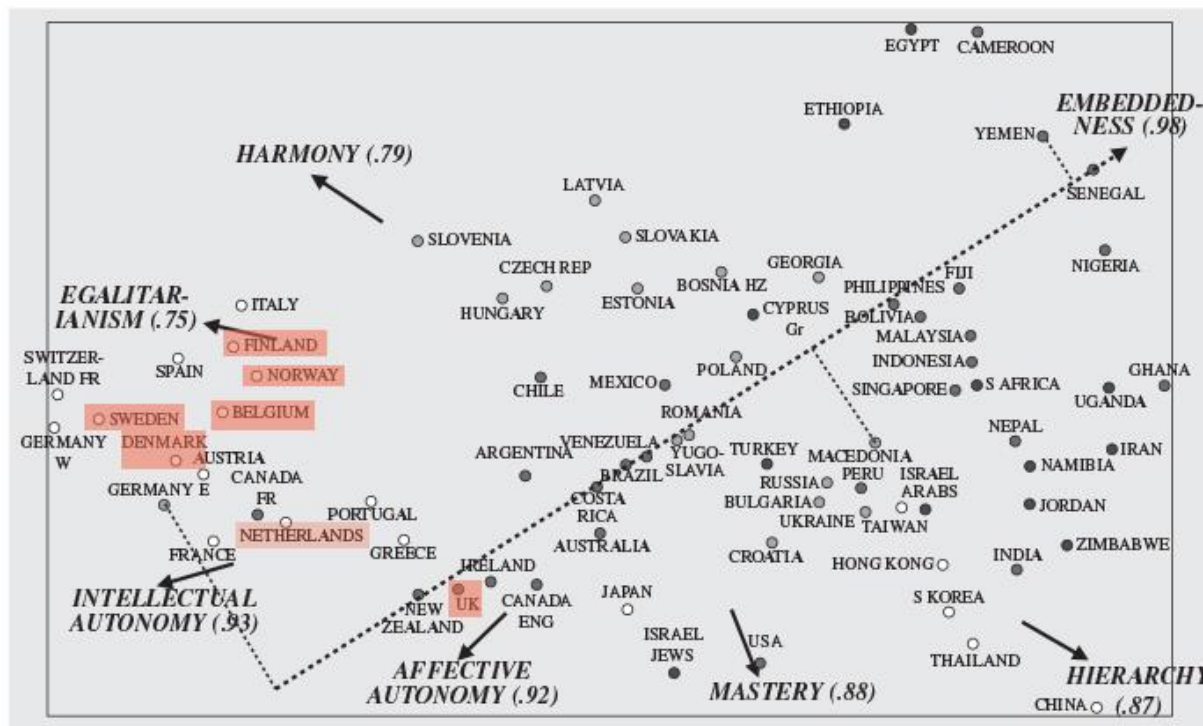 EGYPT
CAMEROON
ETHIOPIA
EMBEDDED-
NESS (.98)
YEMEN
HARMONY (.79)
LATVIA
SENEGAL
SLOVENIA
SLOVAKIA
NIGERIA
CZECH REP
GEORGIA
FIJI
BOSNIA HZ
EGALITAR-
IANISM (.75)
ITALY
HUNGARY
ESTONIA
PHILIPPINES
CYPRUS
Gr
BOLIVIA
MALAYSIA
FINLAND
SWITZER-
LAND FR
SPAIN
NORWAY
CHILE
MEXICO
POLAND
INDONESIA
SINGAPORE
S AFRICA
GHANA
UGANDA
SWEDEN
BELGIUM
ROMANIA
GERMANY
W
DENMARK
AUSTRIA
VENEZUELA
YUGO-
SLAVIA
TURKEY
MACEDONIA
NEPAL
IRAN
ARGENTINA
BRAZIL
RUSSIA
PERU
ISRAEL
ARABS
NAMIBIA
GERMANY E
CANADA
FR
COSTA
RICA
BULGARIA
UKRAINE
TAIWAN
JORDAN
PORTUGAL
NETHERLANDS
FRANCE
GREECE
AUSTRALIA
CROATIA
HONG KONG
INDIA
ZIMBABWE
INTELLECTUAL
AUTONOMY (.93)
IRELAND
UK
NEW
ZEALAND
CANADA
ENG
JAPAN
S KOREA
ISRAEL
JEWS
USA
THAILAND
AFFECTIVE
AUTONOMY (.92)
MASTERY (.88)
HIERARCHY
(.87)
CHINA